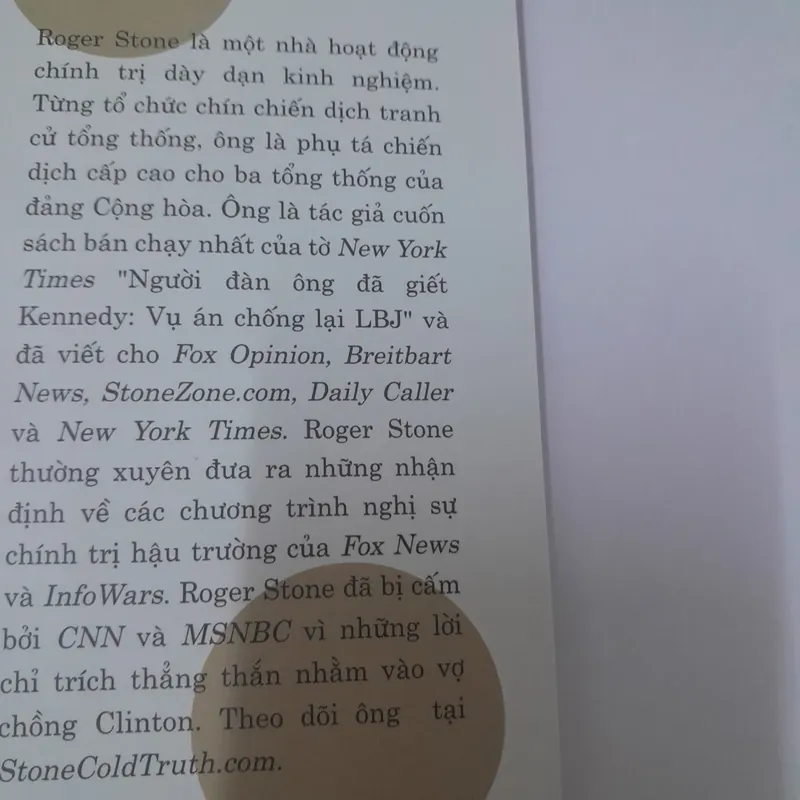 Roger Stone là một nhà hoạt động
chính trị dày dạn kinh nghiệm.
Từng tổ chức chín chiến dịch tranh
cử tổng thống, ông là phụ tá chiến
dịch cấp cao cho ba tổng thống của
đảng Cộng hòa. Ông là tác giả cuốn
sách bán chạy nhất của tờ New York
Times "Người đàn ông đã giết
Kennedy: Vụ án chống lại LBJ" và
đã viết cho Fox Opinion, Breitbart
News, StoneZone.com, Daily Caller
và New York Times. Roger Stone
thường xuyên đưa ra những nhận
định về các chương trình nghị sự
chính trị hậu trường của Fox News
và InfoWars. Roger Stone đã bị cấm
bởi CNN và MSNBC vì những lời
chỉ trích thẳng thắn nhằm vào vợ
chồng Clinton. Theo dõi ông tại
StoneColdTruth.com.